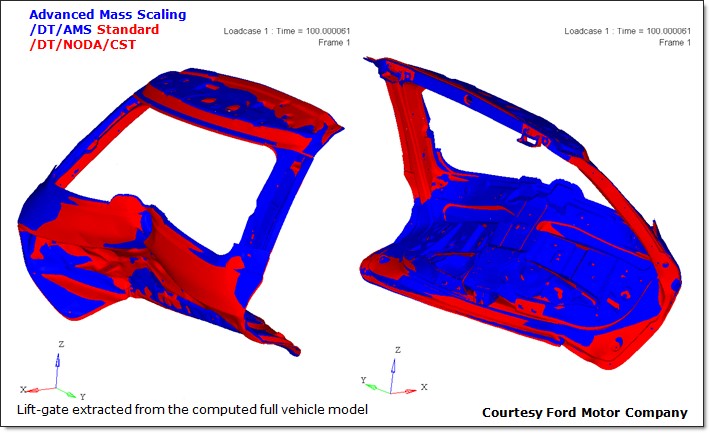 Advanced Mass Scaling
/DT/AMS Standard
/DT/NODA/CST
Loadcase 1 : Time = 100.000061
Frame 1
Loadcase 1 : Time = 100.000061
Frame 1
Z
X
Y
Z
Y
X
Lift-gate extracted from the computed full vehicle model
Courtesy Ford Motor Company